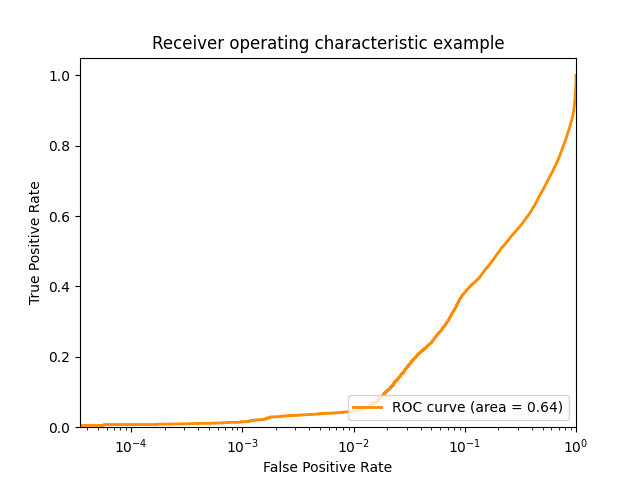 Receiver operating characteristic example
True Positive Rate
1.0
0.8
0.6
0.4
0.2
0.0
ROC curve (area = 0.64)
10⁻⁴ 10⁻³ 10⁻² 10⁻¹ 10⁰
False Positive Rate